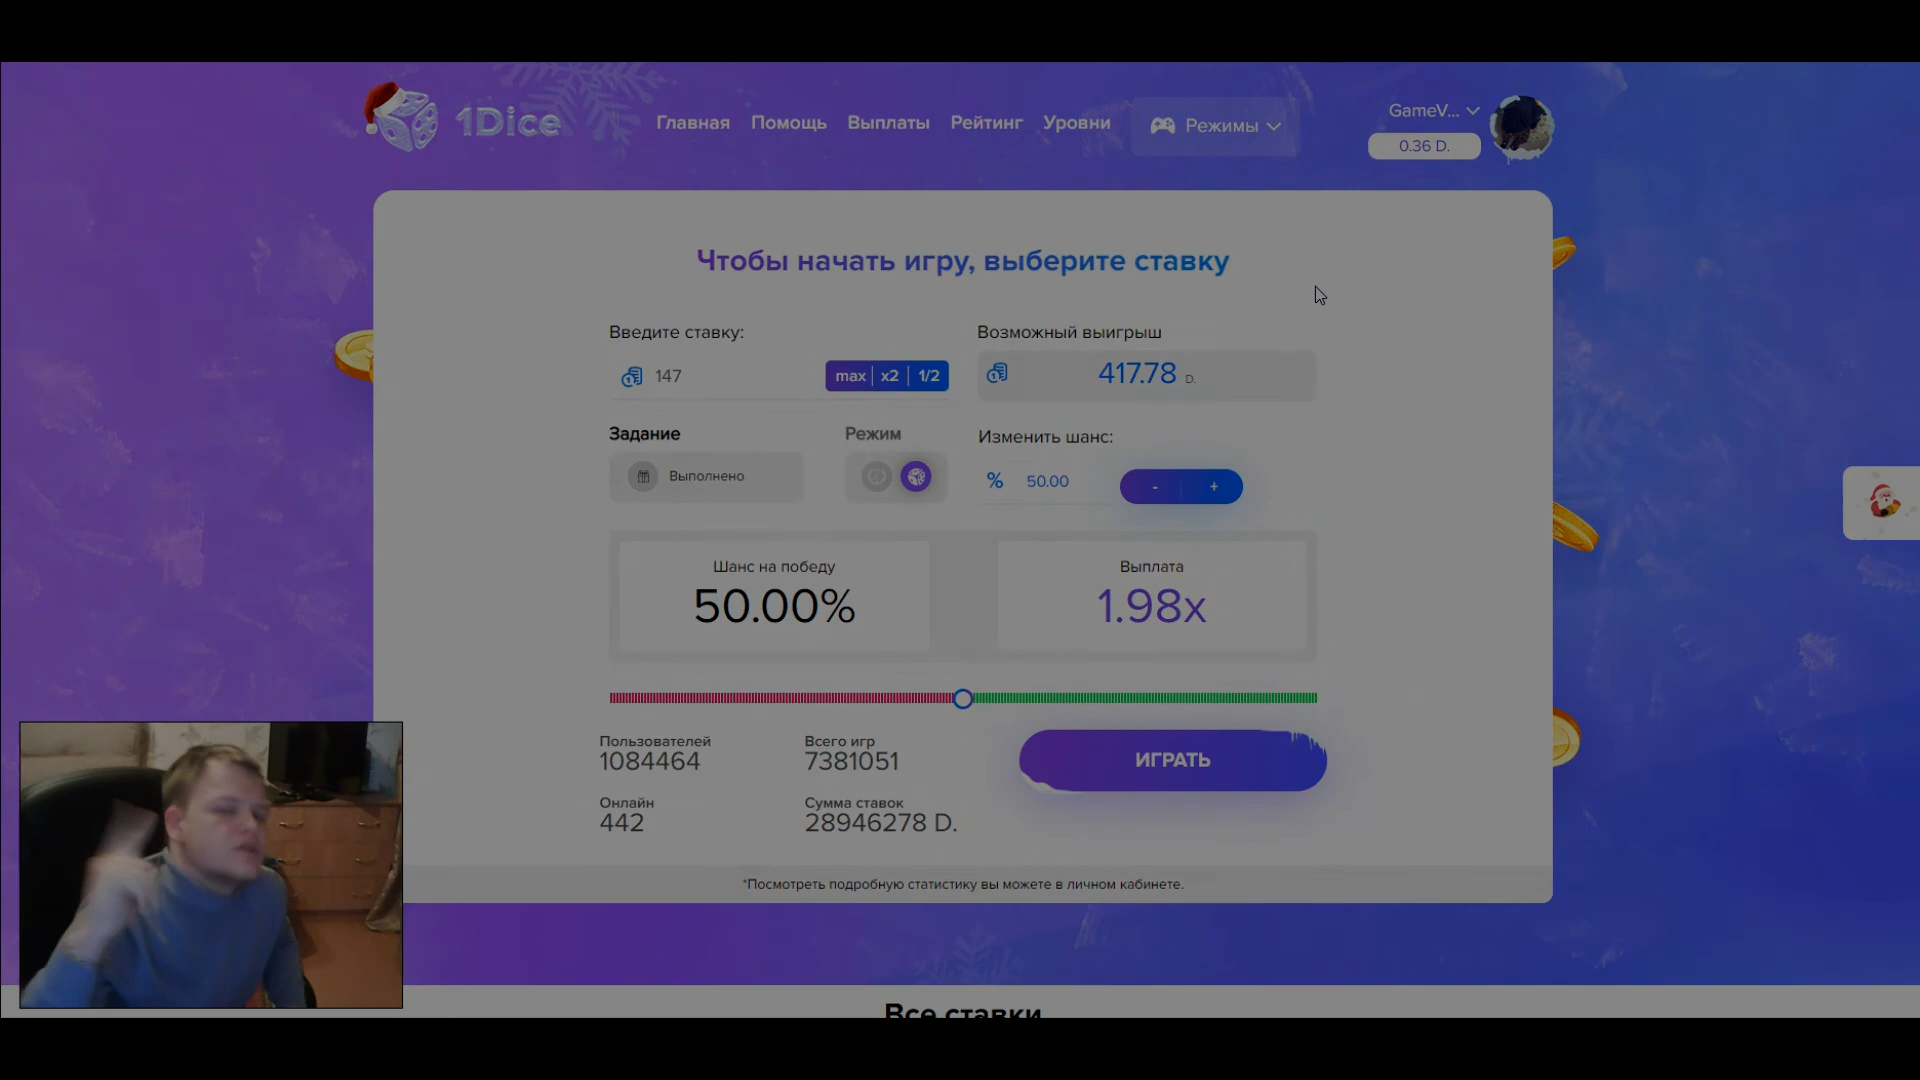 1Dice
Главная Помощь Выплаты Рейтинг Уровни Режимы
GameV...
0.36 D.
Чтобы начать игру, выберите ставку
Введите ставку: Возможный выигрыш
147 max x2 1/2 417.78 D.
Задание Режим Изменить шанс:
Выполнено % 50.00 - +
Шанс на победу Выплата
50.00% 1.98x
Пользователей Всего игр
1084464 7381051
ИГРАТЬ
Онлайн Сумма ставок
442 28946278 D.
*Посмотреть подробную статистику вы можете в личном кабинете.
Все ставки